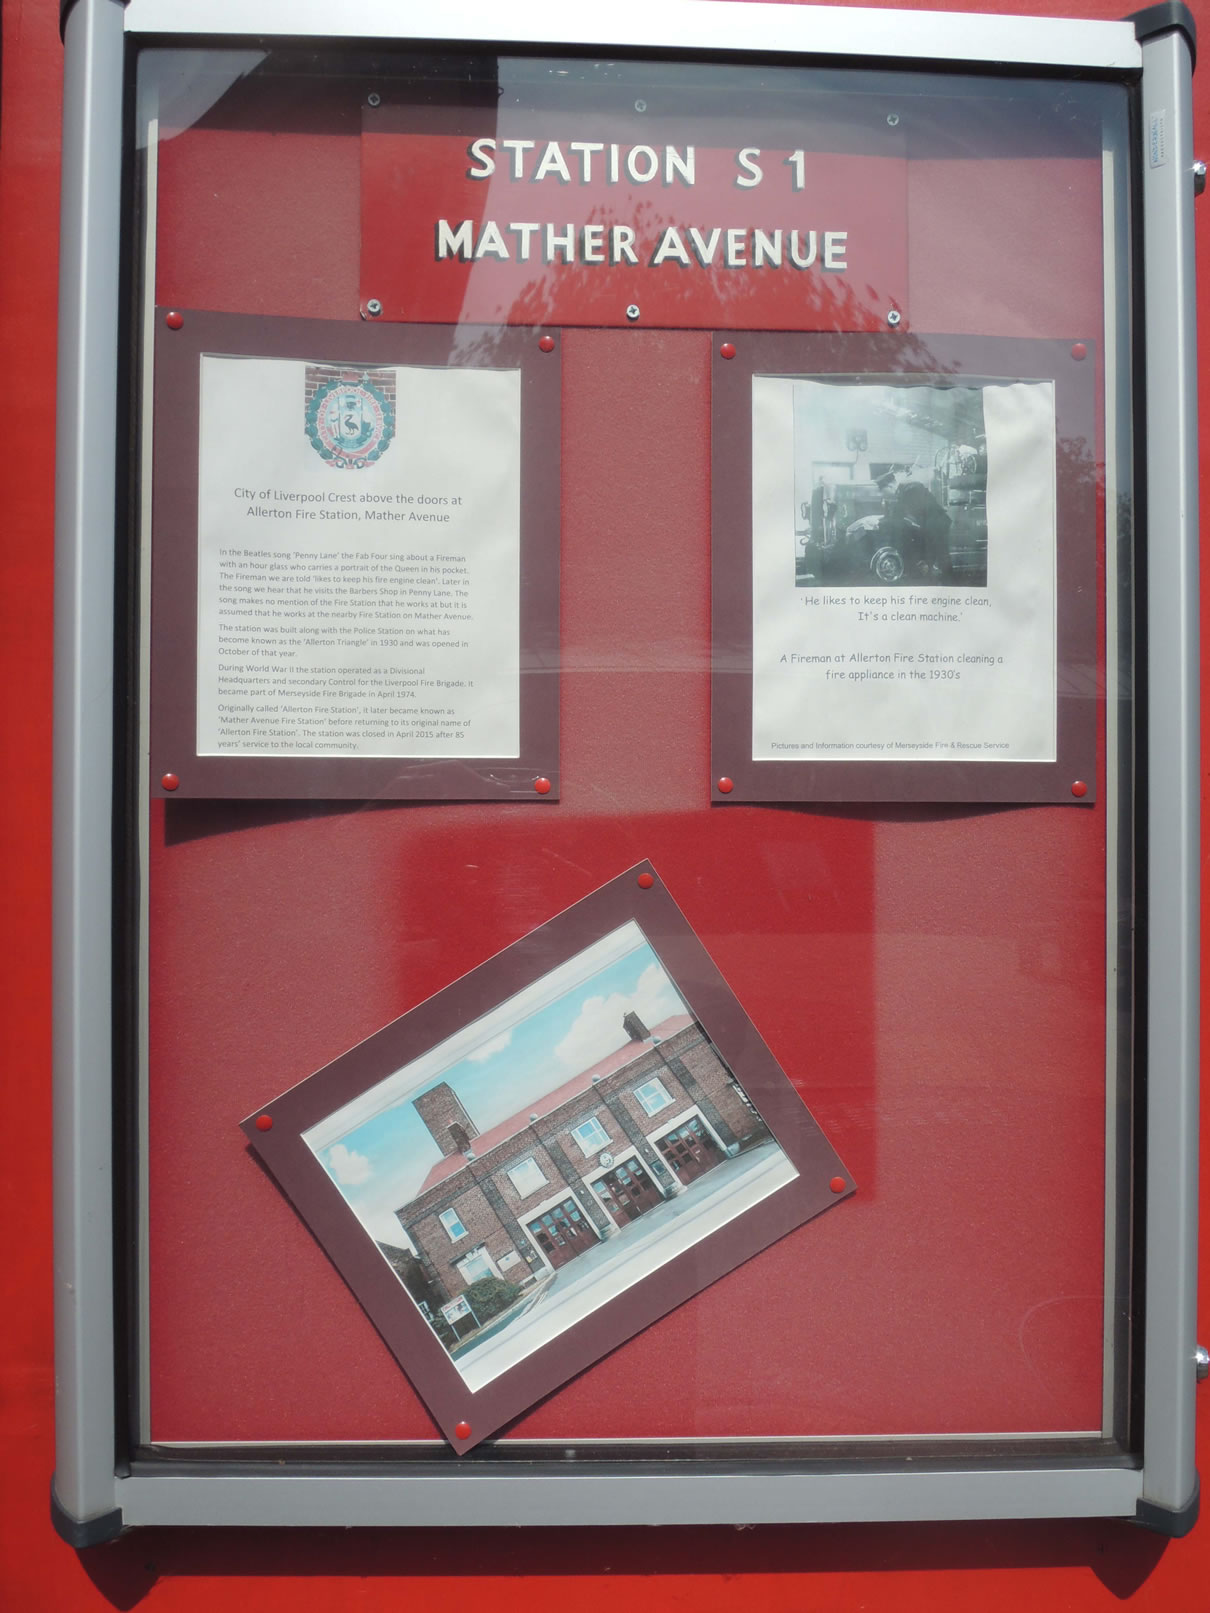 STATION S 1
MATHER AVENUE
City of Liverpool Crest above the doors at
Allerton Fire Station, Mather Avenue
In the Beatles song 'Penny Lane' the Fab Four sing about a Fireman
with an hour glass who carries a portrait of the Queen in his pocket.
The Fireman we are told 'likes to keep his fire engine clean'. Later in
the song we hear that he visits the Barbers Shop in Penny Lane. The
song makes no mention of the Fire Station that he works at but it is
assumed that he works at the nearby Fire Station on Mather Avenue.
The station was built along with the Police Station on what has
become known as the 'Allerton Triangle' in 1930 and was opened in
October of that year.
During World War II the station operated as a Divisional
Headquarters and secondary Control for the Liverpool Fire Brigade. It
became part of Merseyside Fire Brigade in April 1974.
Originally called 'Allerton Fire Station', it later became known as
'Mather Avenue Fire Station' before returning to its original name of
'Allerton Fire Station'. The station was closed in April 2015 after 85
years' service to the local community.
'He likes to keep his fire engine clean,
It's a clean machine.'
A Fireman at Allerton Fire Station cleaning a
fire appliance in the 1930's
Pictures and Information courtesy of Merseyside Fire & Rescue Service